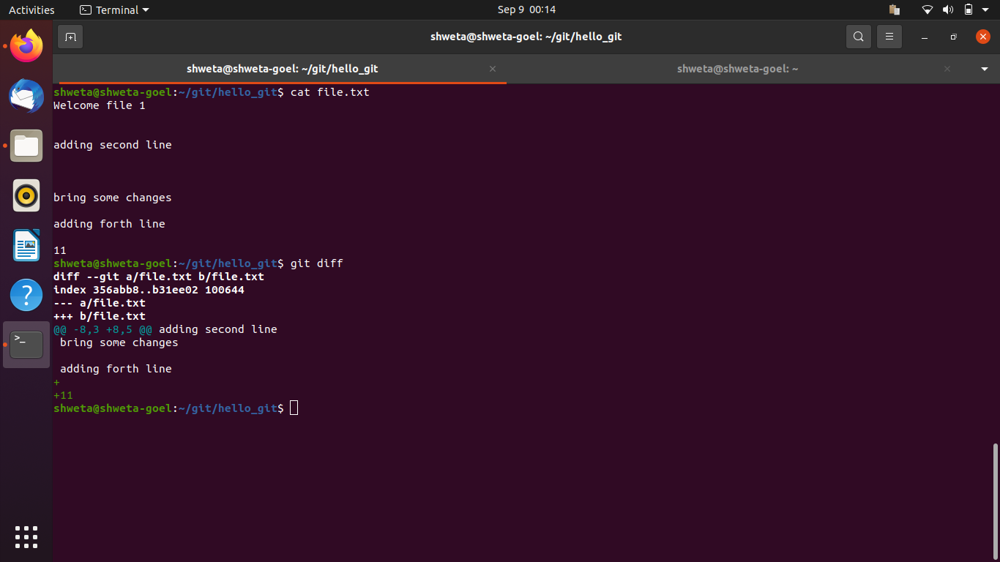 Activities
Terminal
Sep 9 00:14
shweta@shweta-goel: ~/git/hello_git
shweta@shweta-goel: ~/git/hello_git
shweta@shweta-goel: ~
shweta@shweta-goel:~/git/hello_git$ cat file.txt
Welcome file 1
adding second line
bring some changes
adding forth line
11
shweta@shweta-goel:~/git/hello_git$ git diff
diff --git a/file.txt b/file.txt
index 356abb8..b31ee02 100644
--- a/file.txt
+++ b/file.txt
@@ -8,3 +8,5 @@ adding second line
 bring some changes
 adding forth line
+
+11
shweta@shweta-goel:~/git/hello_git$